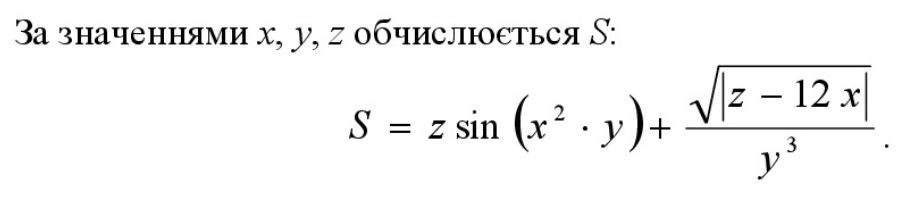 За значеннями x, y, z обчислюється S:
S = z sin (x² · y) + √|z − 12 x| / y³ .